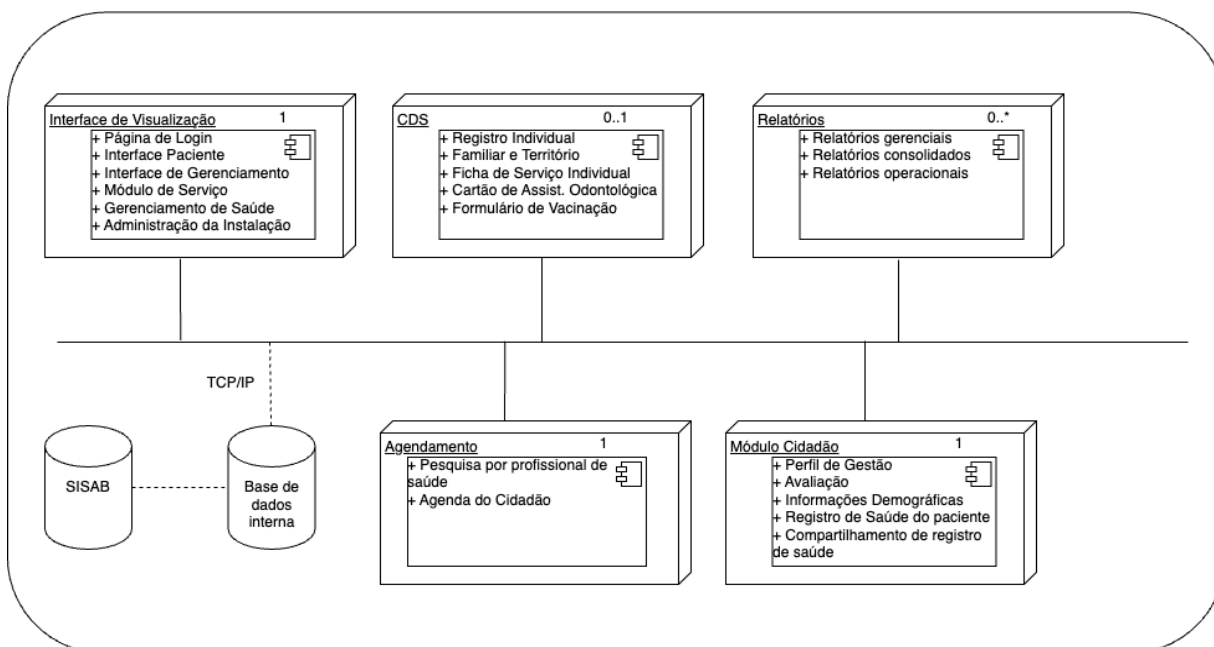 Interface de Visualização 1
+ Página de Login
+ Interface Paciente
+ Interface de Gerenciamento
+ Módulo de Serviço
+ Gerenciamento de Saúde
+ Administração da Instalação
CDS 0..1
+ Registro Individual
+ Familiar e Território
+ Ficha de Serviço Individual
+ Cartão de Assist. Odontológica
+ Formulário de Vacinação
Relatórios 0..*
+ Relatórios gerenciais
+ Relatórios consolidados
+ Relatórios operacionais
TCP/IP
SISAB
Base de
dados
interna
Agendamento 1
+ Pesquisa por profissional de
saúde
+ Agenda do Cidadão
Módulo Cidadão 1
+ Perfil de Gestão
+ Avaliação
+ Informações Demográficas
+ Registro de Saúde do paciente
+ Compartilhamento de registro
de saúde